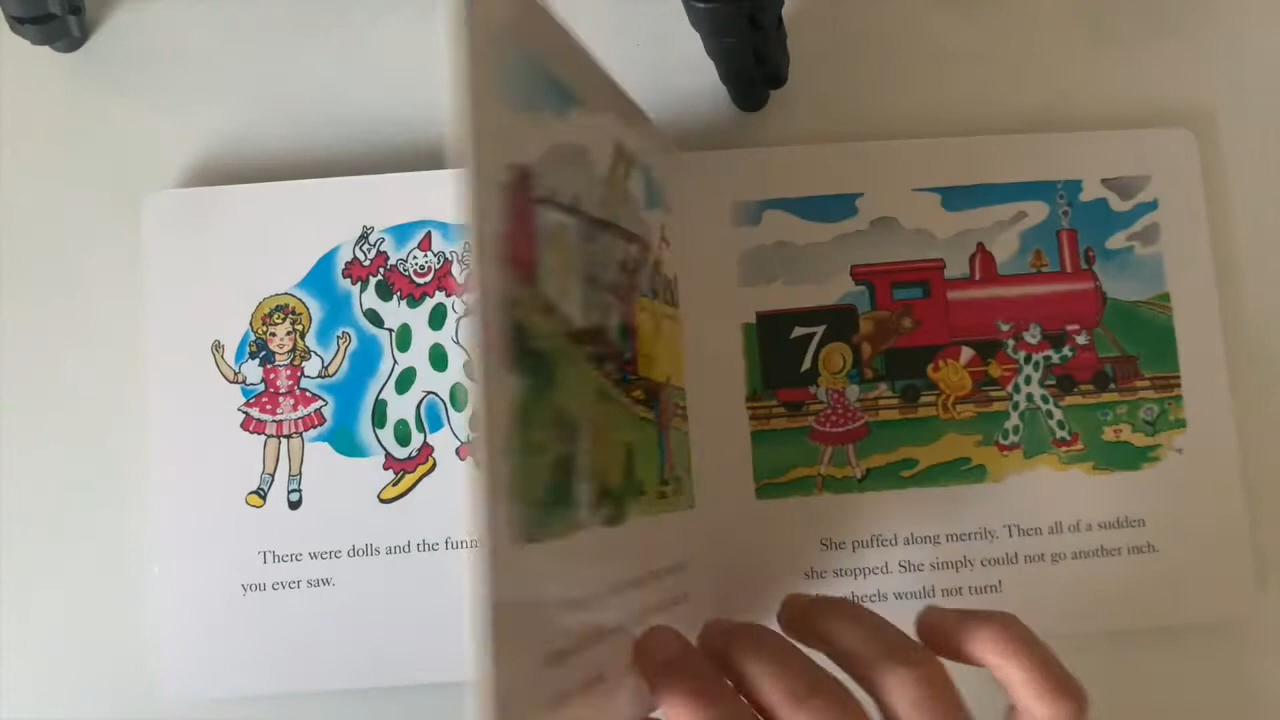 There were dolls and the funn
you ever saw.
7
She puffed along merrily. Then all of a sudden
she stopped. She simply could not go another inch.
wheels would not turn!